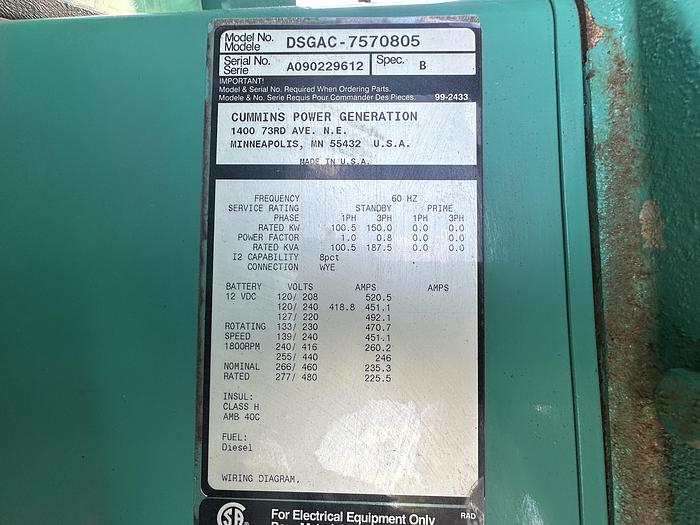 Model No. DSGAC-7570805
Modele
Serial No. A090229612 Spec. B
Serie
IMPORTANT!
Model & Serial No. Required When Ordering Parts.
Modele & No. Serie Requis Pour Commander Des Pieces. 99-2433
CUMMINS POWER GENERATION
1400 73RD AVE. N.E.
MINNEAPOLIS, MN 55432 U.S.A.
MADE IN U.S.A.
FREQUENCY 60 HZ
SERVICE RATING STANDBY PRIME
PHASE 1PH 3PH 1PH 3PH
RATED KW 100.5 150.0 0.0 0.0
POWER FACTOR 1.0 0.8 0.0 0.0
RATED KVA 100.5 187.5 0.0 0.0
I2 CAPABILITY 8pct
CONNECTION WYE
BATTERY VOLTS AMPS AMPS
12 VDC 120/ 208 520.5
120/ 240 418.8 451.1
127/ 220 492.1
ROTATING 133/ 230 470.7
SPEED 139/ 240 451.1
1800RPM 240/ 416 260.2
255/ 440 246
NOMINAL 266/ 460 235.3
RATED 277/ 480 225.5
INSUL:
CLASS H
AMB 40C
FUEL:
Diesel
WIRING DIAGRAM.
SA For Electrical Equipment Only
RAD